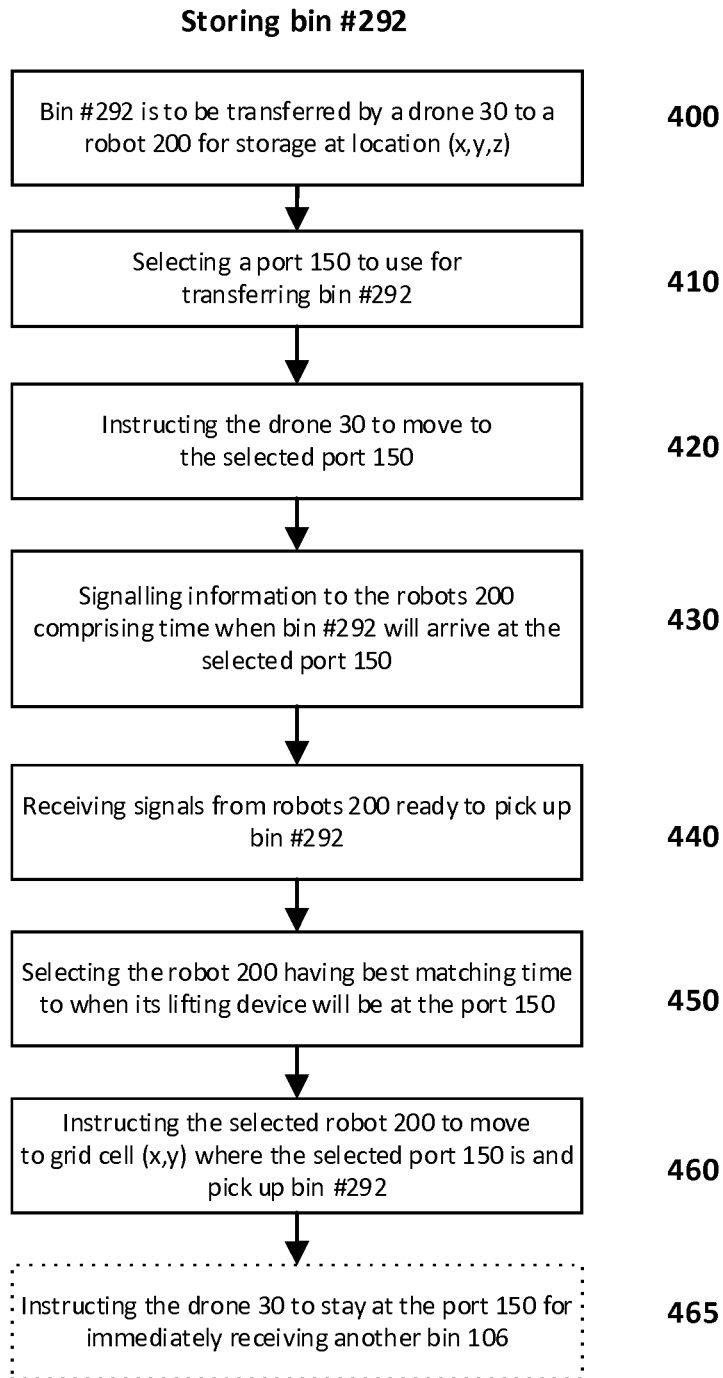 Storing bin #292
Bin #292 is to be transferred by a drone 30 to a
robot 200 for storage at location (x,y,z)
400
Selecting a port 150 to use for
transferring bin #292
410
Instructing the drone 30 to move to
the selected port 150
420
Signalling information to the robots 200
comprising time when bin #292 will arrive at the
selected port 150
430
Receiving signals from robots 200 ready to pick up
bin #292
440
Selecting the robot 200 having best matching time
to when its lifting device will be at the port 150
450
Instructing the selected robot 200 to move
to grid cell (x,y) where the selected port 150 is and
pick up bin #292
460
Instructing the drone 30 to stay at the port 150 for
immediately receiving another bin 106
465